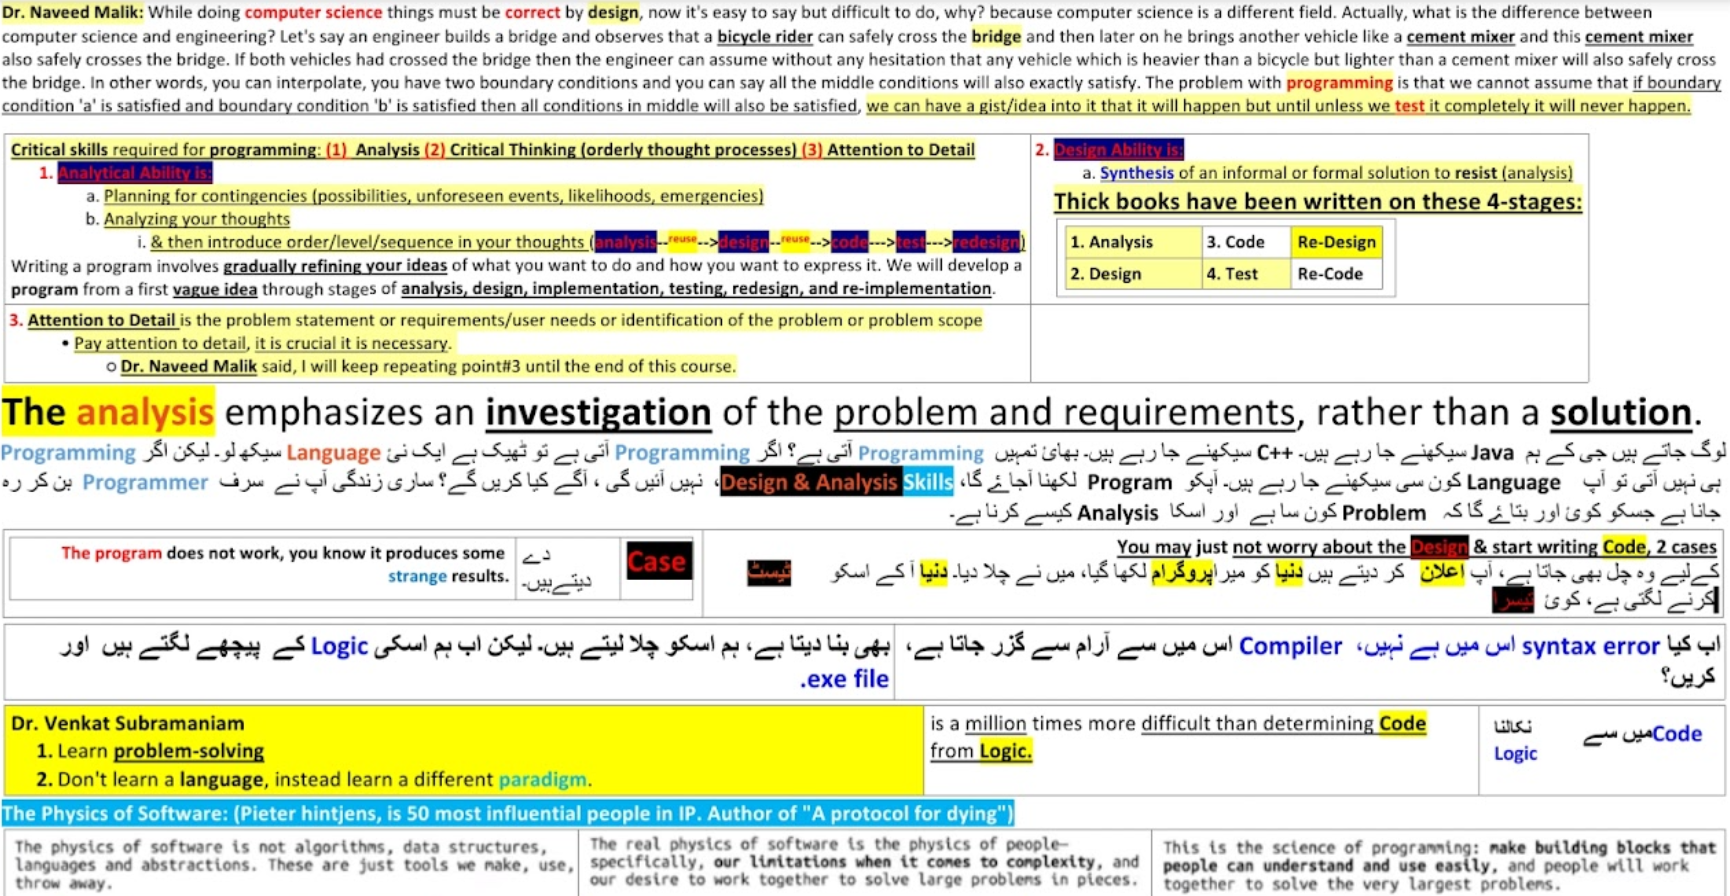 Dr. Naveed Malik: While doing computer science things must be correct by design, now it's easy to say but difficult to do, why? because computer science is a different field. Actually, what is the difference between
computer science and engineering? Let's say an engineer builds a bridge and observes that a bicycle rider can safely cross the bridge and then later on he brings another vehicle like a cement mixer and this cement mixer
also safely crosses the bridge. If both vehicles had crossed the bridge then the engineer can assume without any hesitation that any vehicle which is heavier than a bicycle but lighter than a cement mixer will also safely cross
the bridge. In other words, you can interpolate, you have two boundary conditions and you can say all the middle conditions will also exactly satisfy. The problem with programming is that we cannot assume that if boundary
condition 'a' is satisfied and boundary condition 'b' is satisfied then all conditions in middle will also be satisfied, we can have a gist/idea into it that it will happen but until unless we test it completely it will never happen.
Critical skills required for programming: (1) Analysis (2) Critical Thinking (orderly thought processes) (3) Attention to Detail
1. Analytical Ability is:
a. Planning for contingencies (possibilities, unforeseen events, likelihoods, emergencies)
b. Analyzing your thoughts
i. & then introduce order/level/sequence in your thoughts (analysis--reuse-->design--reuse-->code--->test--->redesign)
Writing a program involves gradually refining your ideas of what you want to do and how you want to express it. We will develop a
program from a first vague idea through stages of analysis, design, implementation, testing, redesign, and re-implementation.
2. Design Ability is:
a. Synthesis of an informal or formal solution to resist (analysis)
Thick books have been written on these 4-stages:
1. Analysis 3. Code Re-Design
2. Design 4. Test Re-Code
3. Attention to Detail is the problem statement or requirements/user needs or identification of the problem or problem scope
• Pay attention to detail, it is crucial it is necessary.
o Dr. Naveed Malik said, I will keep repeating point#3 until the end of this course.
The analysis emphasizes an investigation of the problem and requirements, rather than a solution.
لوگ جاتے ہیں جی کے ہم Java سیکھنے جا رہے ہیں۔ C++ سیکھنے جا رہے ہیں۔ بھائ تمہیں Programming آتی ہے؟ اگر Programming آتی ہے تو ٹھیک ہے ایک نئ Language سیکھ لو۔ لیکن اگر Programming
ہی نہیں آتی تو آپ Language کون سی سیکھنے جا رہے ہیں۔ آپکو Program لکھنا آجاۓ گا، Design & Analysis Skills نہیں آئیں گی ، آگے کیا کریں گے؟ ساری زندگی آپ نے سرف Programmer بن کر رہ
جانا ہے جسکو کوئ اور بتاۓ گا کہ Problem کون سا ہے اور اسکا Analysis کیسے کرنا ہے۔
You may just not worry about the Design & start writing Code, 2 cases
کےلیے وہ چل بھی جاتا ہے، آپ اعلان کر دیتے ہیں دنیا کو میرا پروگرام لکھا گیا، میں نے چلا دیا۔ دنیا آ کے اسکو ٹیسٹ
کرنے لگتی ہے، کوئ تیسرا
Case
دے
دیتے ہیں۔
The program does not work, you know it produces some
strange results.
اب کیا syntax error اس میں ہے نہیں، Compiler اس میں سے آرام سے گزر جاتا ہے،
بھی بنا دیتا ہے، ہم اسکو چلا لیتے ہیں۔ لیکن اب ہم اسکی Logic کے پیچھے لگتے ہیں اور
.exe file
کریں؟
Dr. Venkat Subramaniam
1. Learn problem-solving
2. Don't learn a language, instead learn a different paradigm.
is a million times more difficult than determining Code
from Logic.
Code میں سے
نکالنا
Logic
The Physics of Software: (Pieter hintjens, is 50 most influential people in IP. Author of "A protocol for dying")
The physics of software is not algorithms, data structures,
languages and abstractions. These are just tools we make, use,
throw away.
The real physics of software is the physics of people—
specifically, our limitations when it comes to complexity, and
our desire to work together to solve large problems in pieces.
This is the science of programming: make building blocks that
people can understand and use easily, and people will work
together to solve the very largest problems.